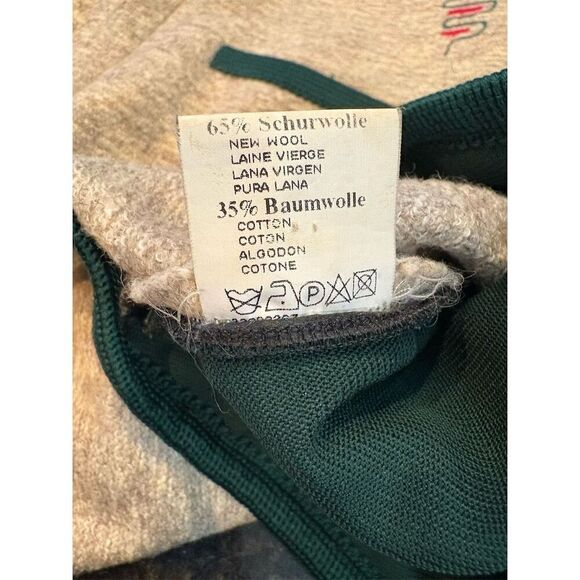 65% Schurwolle
NEW WOOL
LAINE VIERGE
LANA VIRGEN
PURA LANA
35% Baumwolle
COTTON
COTON
ALGODON
COTONE
P